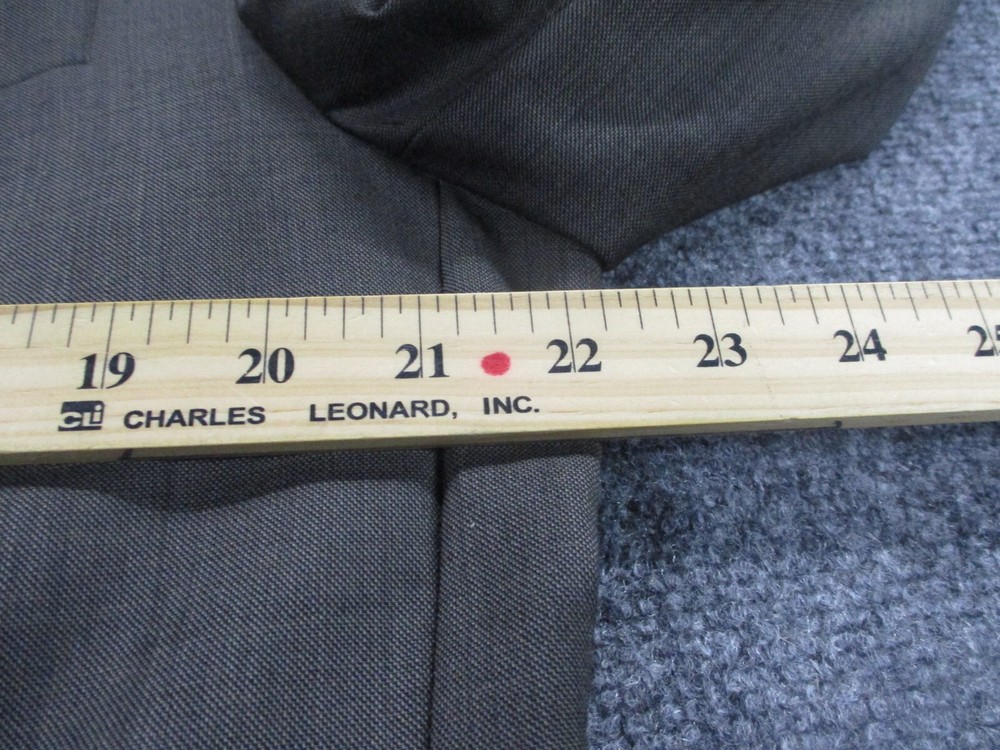 19 20 21 22 23 24
CLi CHARLES LEONARD, INC.